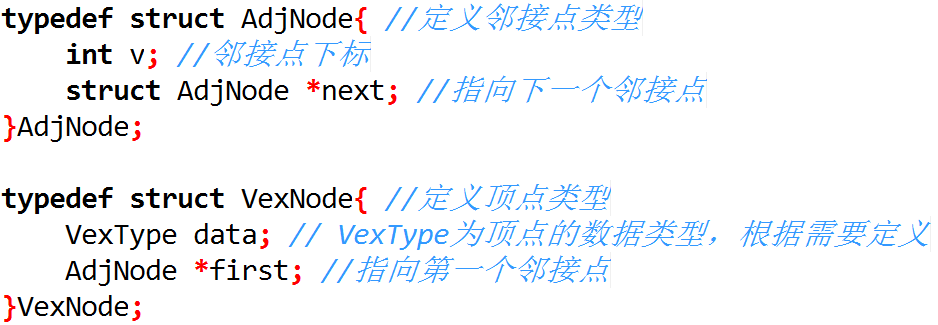 typedef struct AdjNode{ //定义邻接点类型
int v; //邻接点下标
struct AdjNode *next; //指向下一个邻接点
}AdjNode;
typedef struct VexNode{ //定义顶点类型
VexType data; // VexType为顶点的数据类型，根据需要定义
AdjNode *first; //指向第一个邻接点
}VexNode;